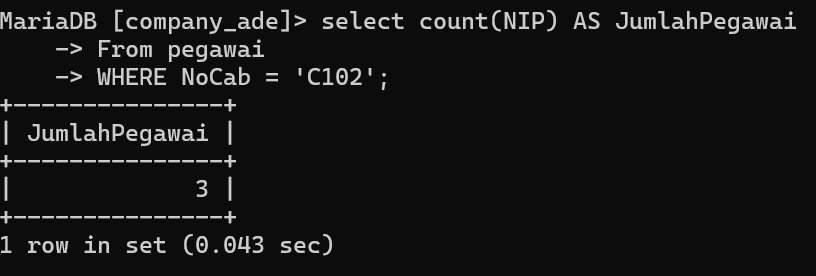 MariaDB [company_ade]> select count(NIP) AS JumlahPegawai
    -> From pegawai
    -> WHERE NoCab = 'C102';
+---------------+
| JumlahPegawai |
+---------------+
|             3 |
+---------------+
1 row in set (0.043 sec)